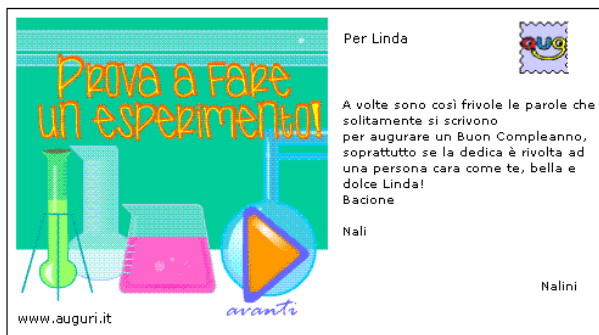 Prova a fare
un esperimento!
avanti
www.auguri.it
Per Linda
aug
A volte sono così frivole le parole che
solitamente si scrivono
per augurare un Buon Compleanno,
soprattutto se la dedica è rivolta ad
una persona cara come te, bella e
dolce Linda!
Bacione
Nali
Nalini